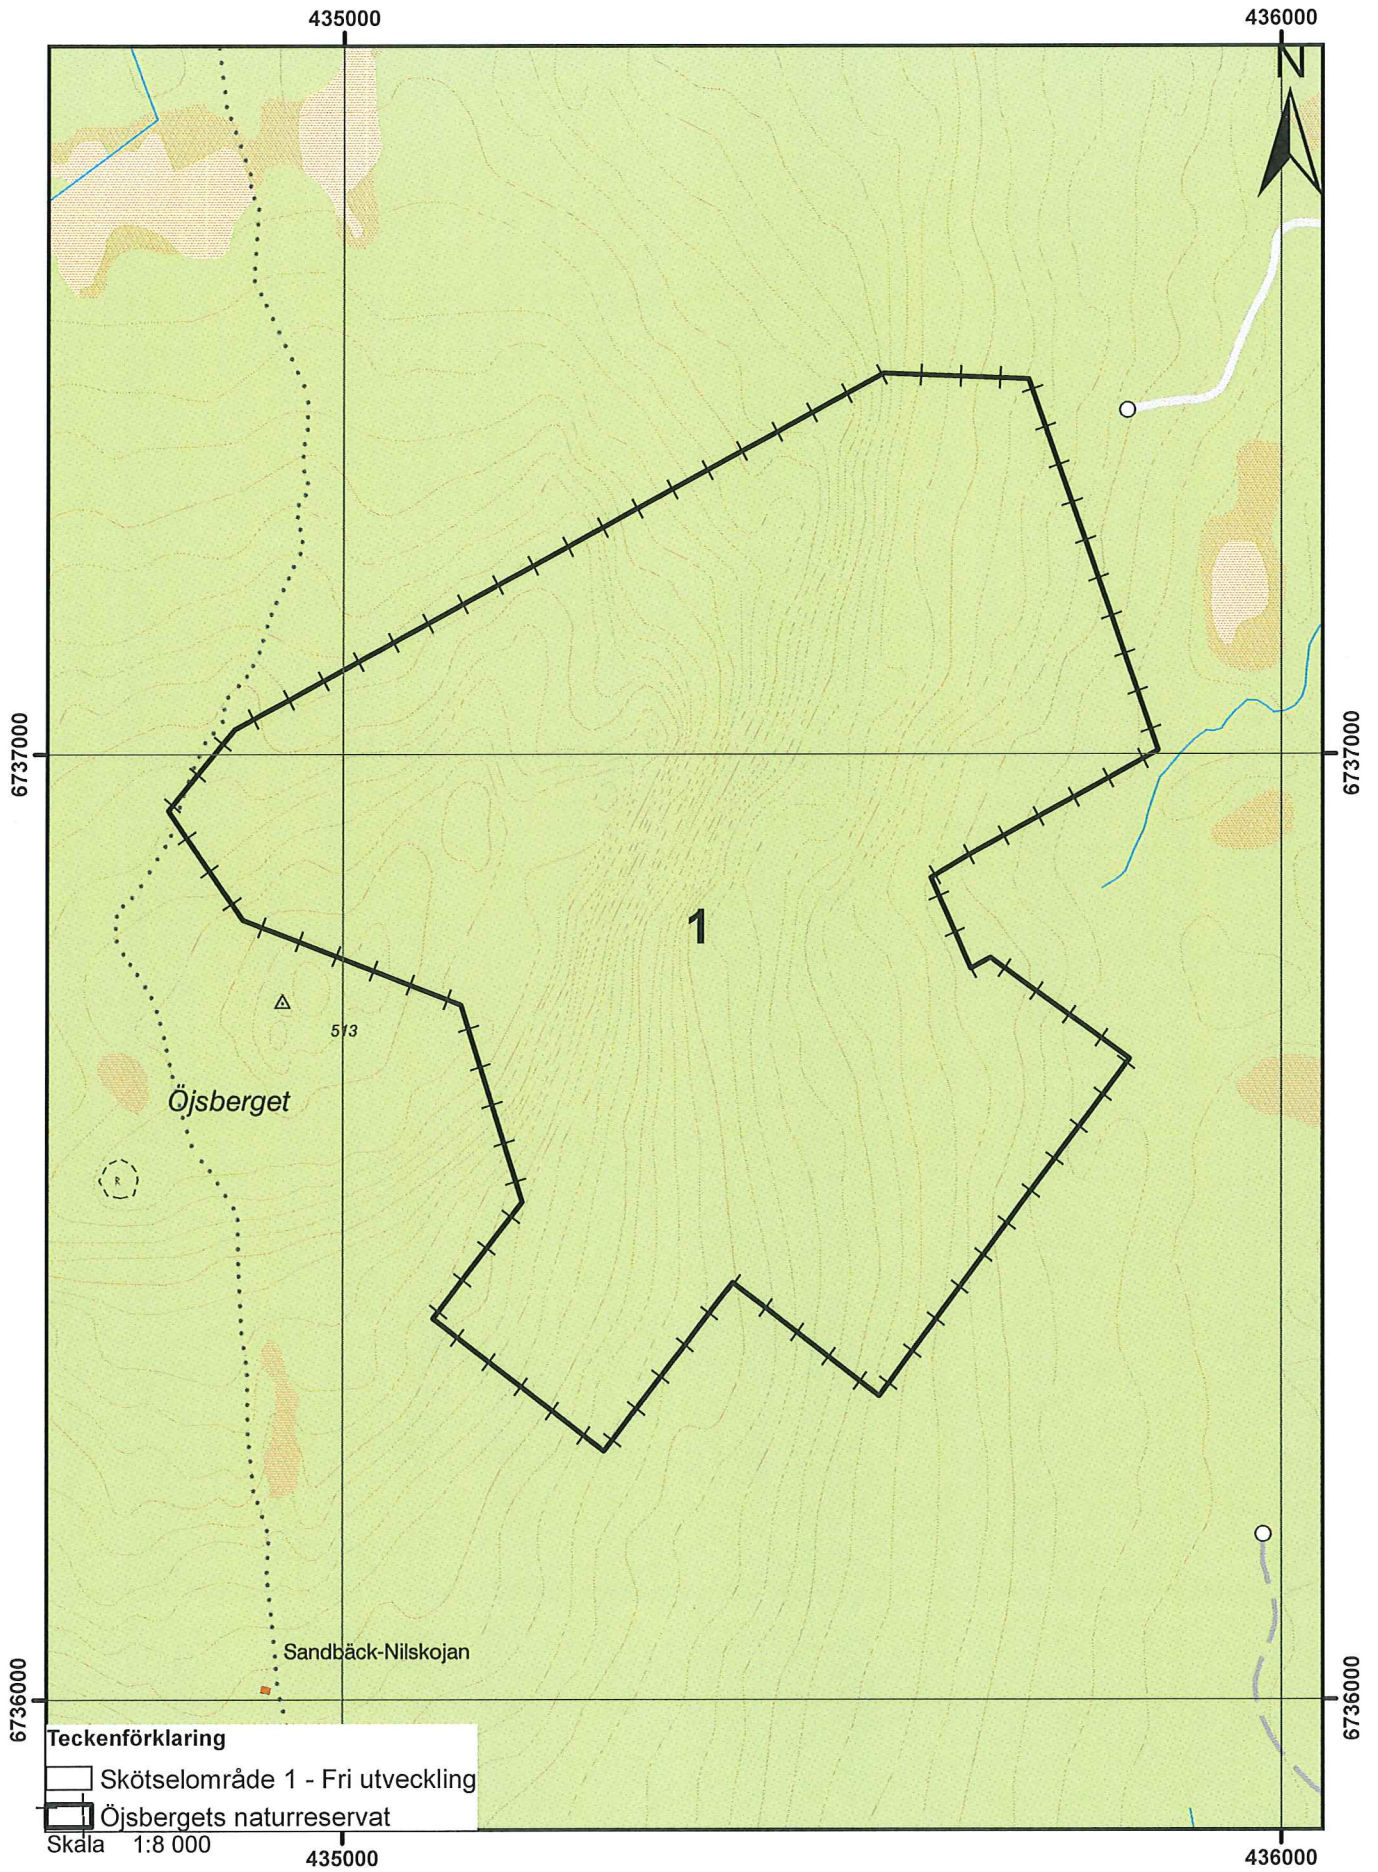 435000
436000
N
6737000
6737000
1
513
Öjsberget
R
Sandbäck-Nilskojan
6736000
6736000
Teckenförklaring
Skötselområde 1 - Fri utveckling
Öjsbergets naturreservat
Skala 1:8 000
435000
436000